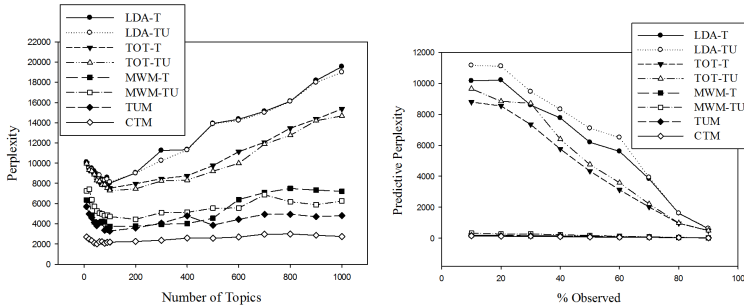 LDA-T
LDA-TU
TOT-T
TOT-TU
MWM-T
MWM-TU
TUM
CTM
22000
20000
18000
16000
14000
12000
10000
8000
6000
4000
2000
0
Perplexity
0
200
400
600
800
1000
Number of Topics
LDA-T
LDA-TU
TOT-T
TOT-TU
MWM-T
MWM-TU
TUM
CTM
12000
10000
8000
6000
4000
2000
0
Predictive Perplexity
0
20
40
60
80
% Observed